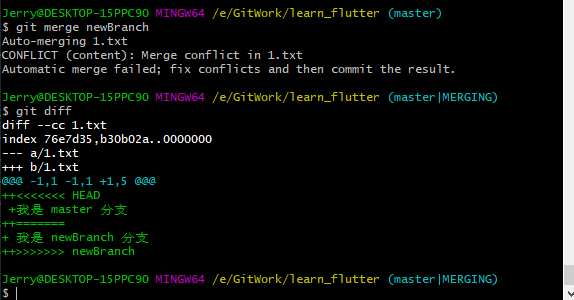 Jerry@DESKTOP-15PPC9O MINGW64 /e/GitWork/learn_flutter (master)
$ git merge newBranch
Auto-merging 1.txt
CONFLICT (content): Merge conflict in 1.txt
Automatic merge failed; fix conflicts and then commit the result.
Jerry@DESKTOP-15PPC9O MINGW64 /e/GitWork/learn_flutter (master|MERGING)
$ git diff
diff --cc 1.txt
index 76e7d35,b30b02a..0000000
--- a/1.txt
+++ b/1.txt
@@@ -1,1 -1,1 +1,5 @@@
++<<<<<<< HEAD
 +我是 master 分支
++=======
+ 我是 newBranch 分支
++>>>>>>> newBranch
Jerry@DESKTOP-15PPC9O MINGW64 /e/GitWork/learn_flutter (master|MERGING)
$